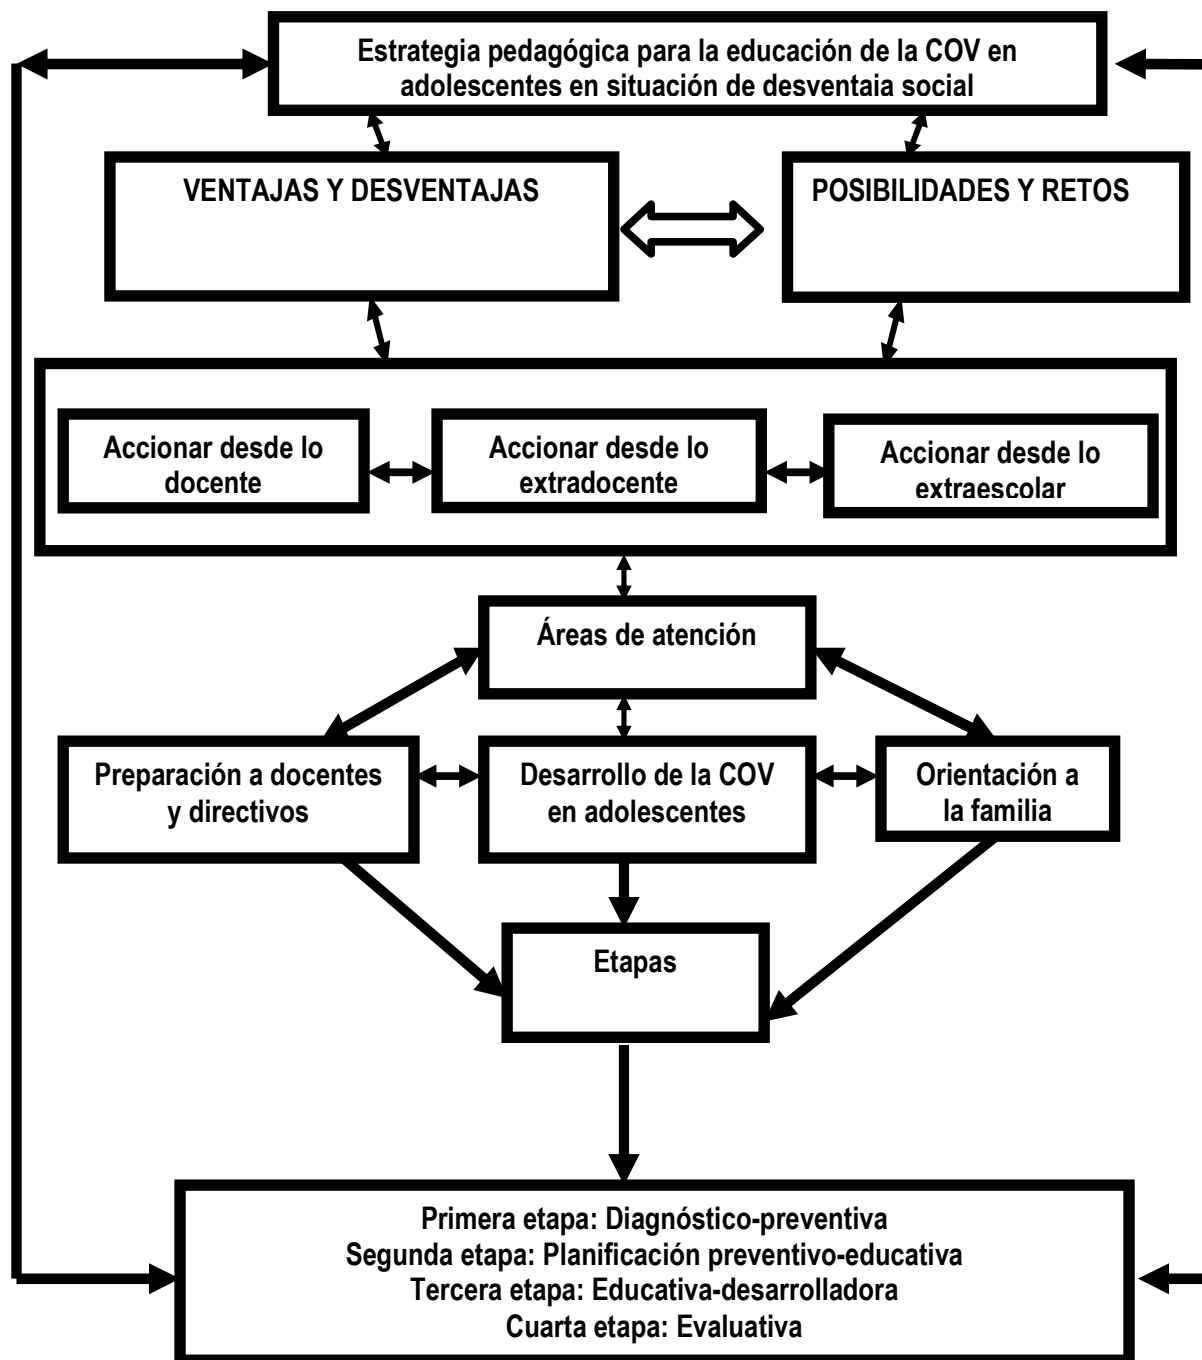 Estrategia pedagógica para la educación de la COV en
adolescentes en situación de desventaia social
VENTAJAS Y DESVENTAJAS
POSIBILIDADES Y RETOS
Accionar desde lo
docente
Accionar desde lo
extradocente
Accionar desde lo
extraescolar
Áreas de atención
Preparación a docentes
y directivos
Desarrollo de la COV
en adolescentes
Orientación a
la familia
Etapas
Primera etapa: Diagnóstico-preventiva
Segunda etapa: Planificación preventivo-educativa
Tercera etapa: Educativa-desarrolladora
Cuarta etapa: Evaluativa